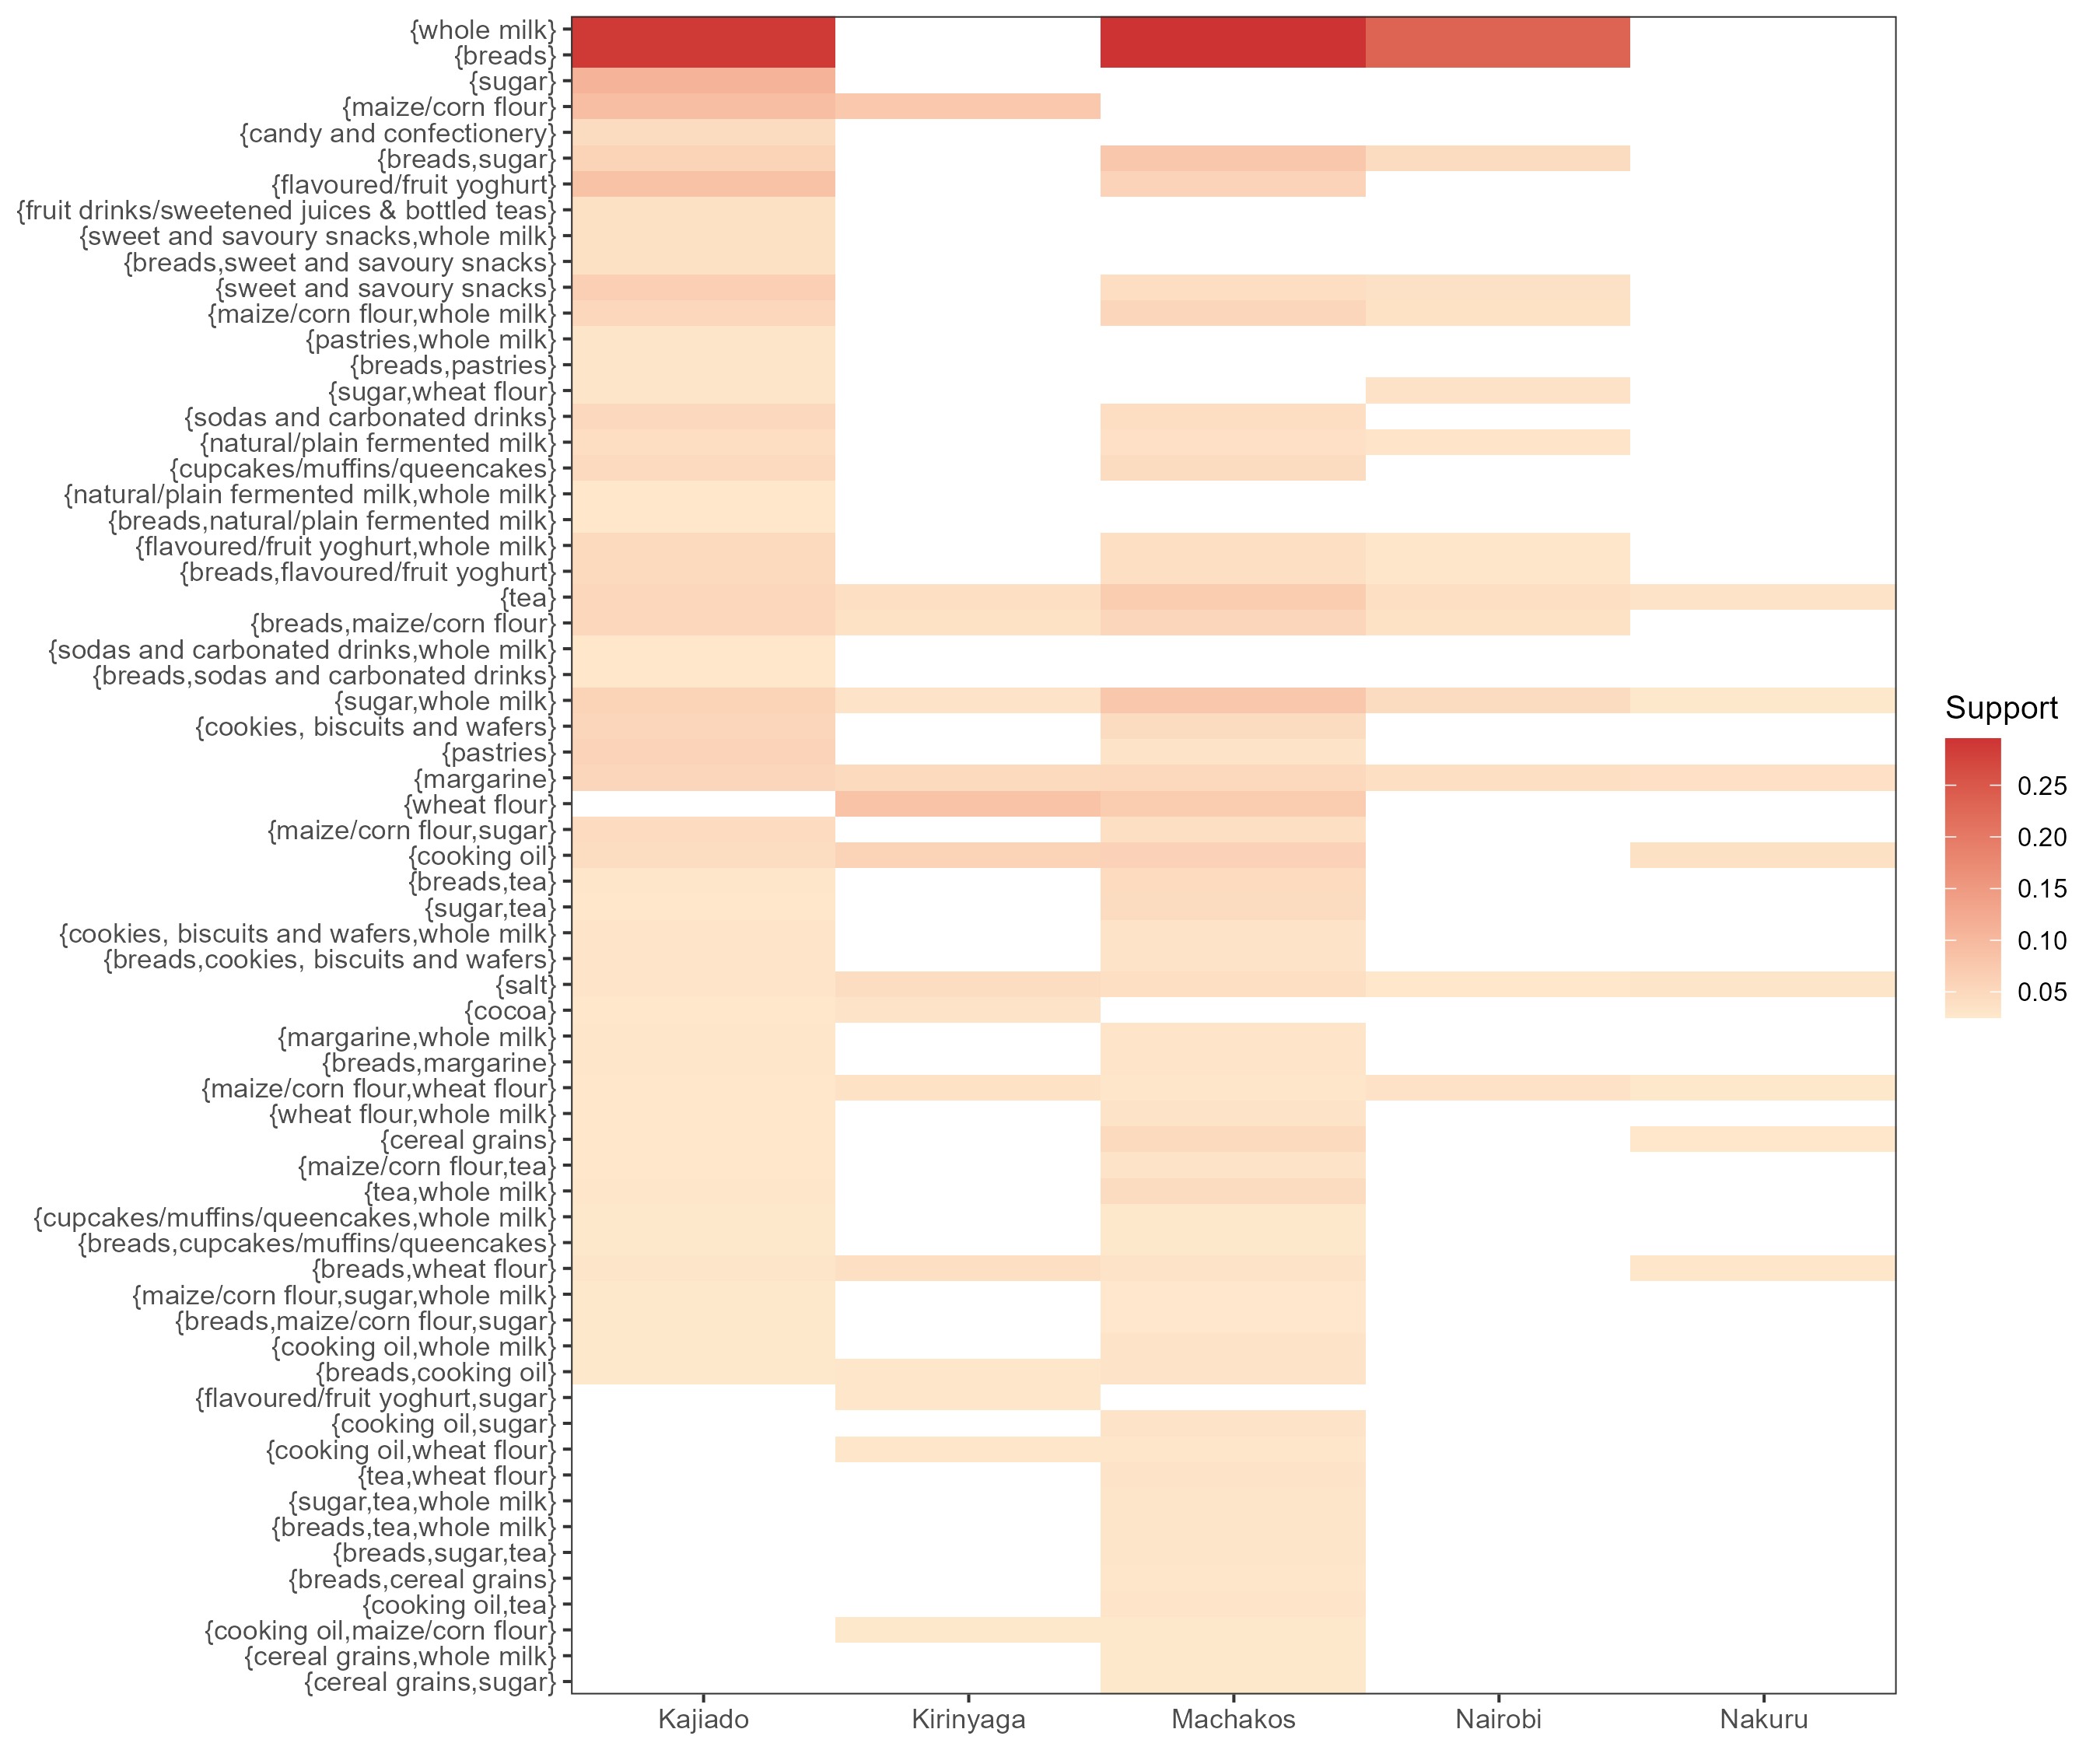 {whole milk}
{breads}
{sugar}
{maize/corn flour}
{candy and confectionery}
{breads,sugar}
{flavoured/fruit yoghurt}
{fruit drinks/sweetened juices & bottled teas}
{sweet and savoury snacks,whole milk}
{breads,sweet and savoury snacks}
{sweet and savoury snacks}
{maize/corn flour,whole milk}
{pastries,whole milk}
{breads,pastries}
{sugar,wheat flour}
{sodas and carbonated drinks}
{natural/plain fermented milk}
{cupcakes/muffins/queencakes}
{natural/plain fermented milk,whole milk}
{breads,natural/plain fermented milk}
{flavoured/fruit yoghurt,whole milk}
{breads,flavoured/fruit yoghurt}
{tea}
{breads,maize/corn flour}
{sodas and carbonated drinks,whole milk}
{breads,sodas and carbonated drinks}
{sugar,whole milk}
{cookies, biscuits and wafers}
{pastries}
{margarine}
{wheat flour}
{maize/corn flour,sugar}
{cooking oil}
{breads,tea}
{sugar,tea}
{cookies, biscuits and wafers,whole milk}
{breads,cookies, biscuits and wafers}
{salt}
{cocoa}
{margarine,whole milk}
{breads,margarine}
{maize/corn flour,wheat flour}
{wheat flour,whole milk}
{cereal grains}
{maize/corn flour,tea}
{tea,whole milk}
{cupcakes/muffins/queencakes,whole milk}
{breads,cupcakes/muffins/queencakes}
{breads,wheat flour}
{maize/corn flour,sugar,whole milk}
{breads,maize/corn flour,sugar}
{cooking oil,whole milk}
{breads,cooking oil}
{flavoured/fruit yoghurt,sugar}
{cooking oil,sugar}
{cooking oil,wheat flour}
{tea,wheat flour}
{sugar,tea,whole milk}
{breads,tea,whole milk}
{breads,sugar,tea}
{breads,cereal grains}
{cooking oil,tea}
{cooking oil,maize/corn flour}
{cereal grains,whole milk}
{cereal grains,sugar}
Kajiado Kirinyaga Machakos Nairobi Nakuru
Support
0.25
0.20
0.15
0.10
0.05